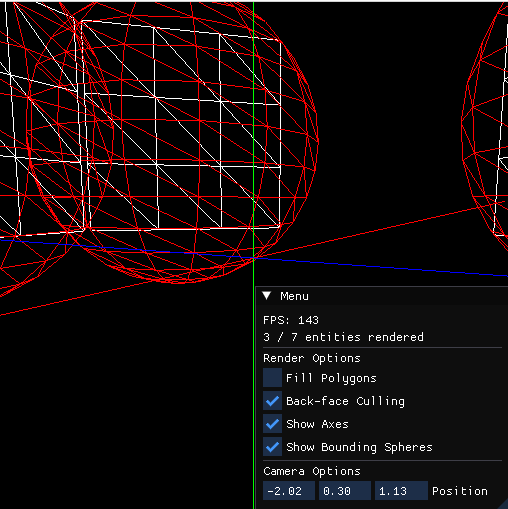 Menu
FPS: 143
3 / 7 entities rendered
Render Options
Fill Polygons
Back-face Culling
Show Axes
Show Bounding Spheres
Camera Options
-2.02 0.30 1.13 Position